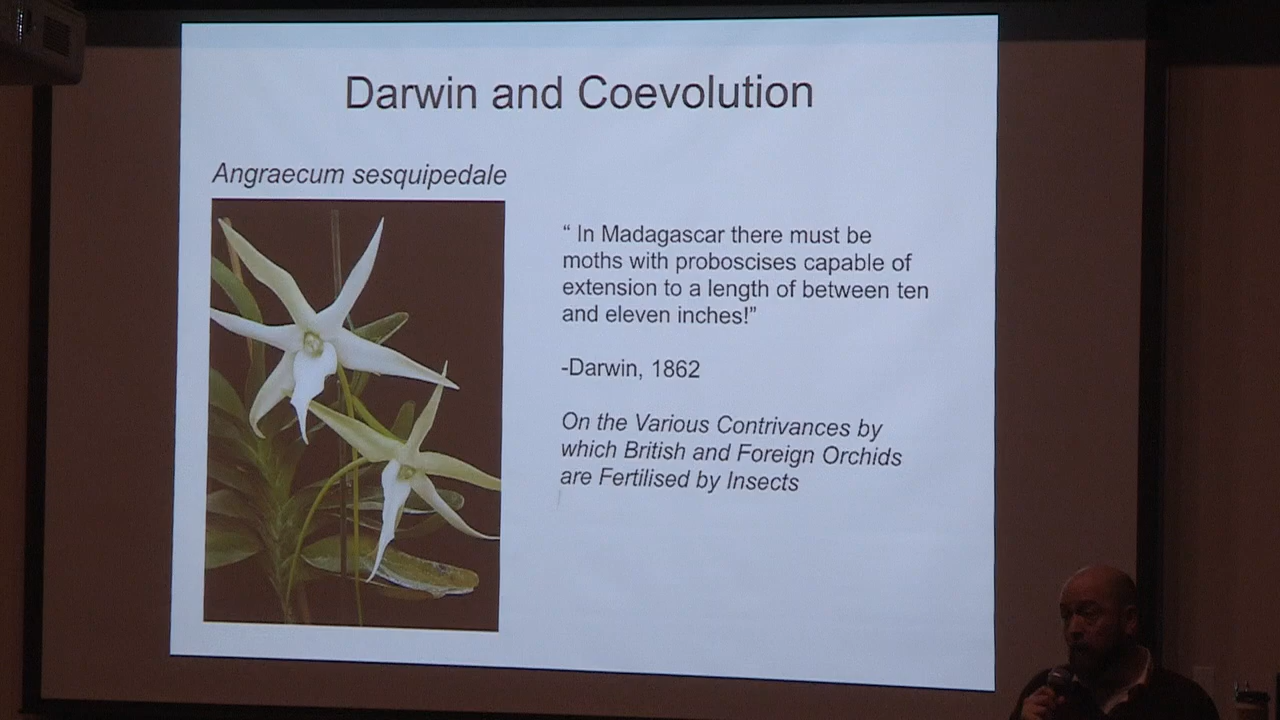 Darwin and Coevolution
Angraecum sesquipedale
“ In Madagascar there must be
moths with proboscises capable of
extension to a length of between ten
and eleven inches!”
-Darwin, 1862
On the Various Contrivances by
which British and Foreign Orchids
are Fertilised by Insects